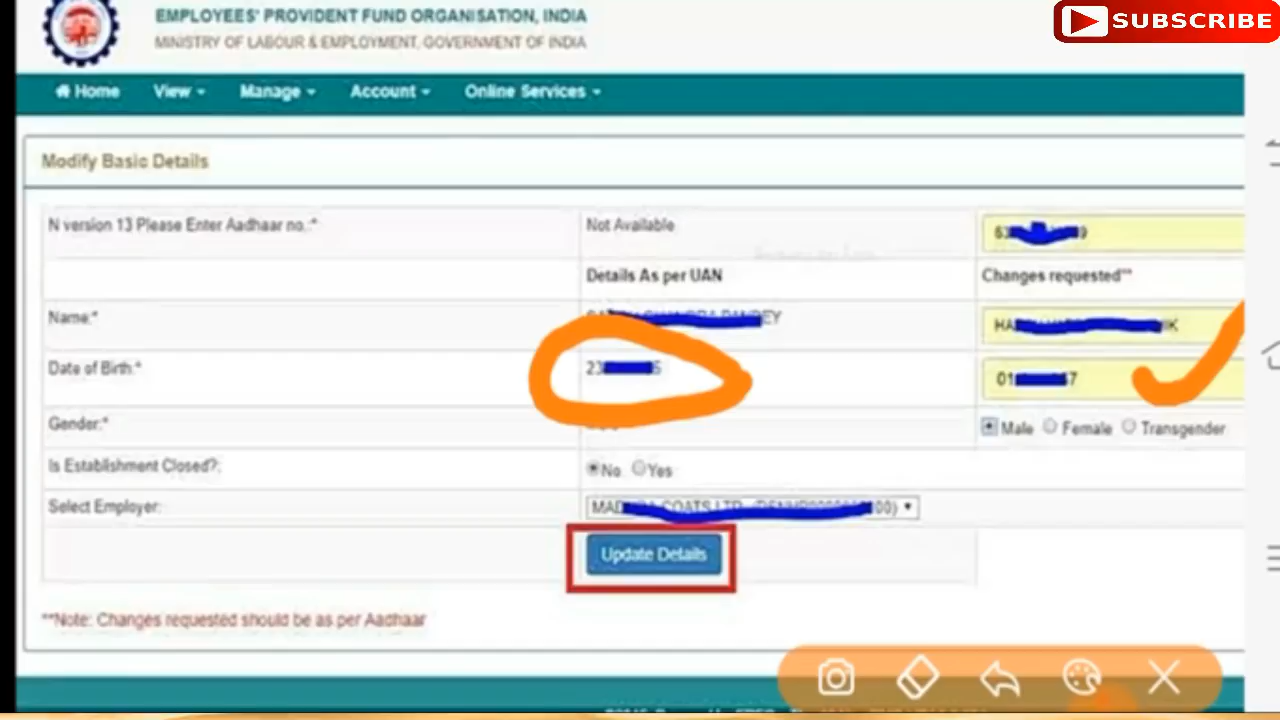 EMPLOYEES' PROVIDENT FUND ORGANISATION, INDIA
SUBSCRIBE
MINISTRY OF LABOUR & EMPLOYMENT, GOVERNMENT OF INDIA
Home View Manage Account Online Services
Modify Basic Details
N version 13 Please Enter Aadhaar no.:* Not Available
Details As per UAN Changes requested**
Name:*
Date of Birth:*
Gender:* Male Female Transgender
Is Establishment Closed?: No Yes
Select Employer:
Update Details
**Note: Changes requested should be as per Aadhaar